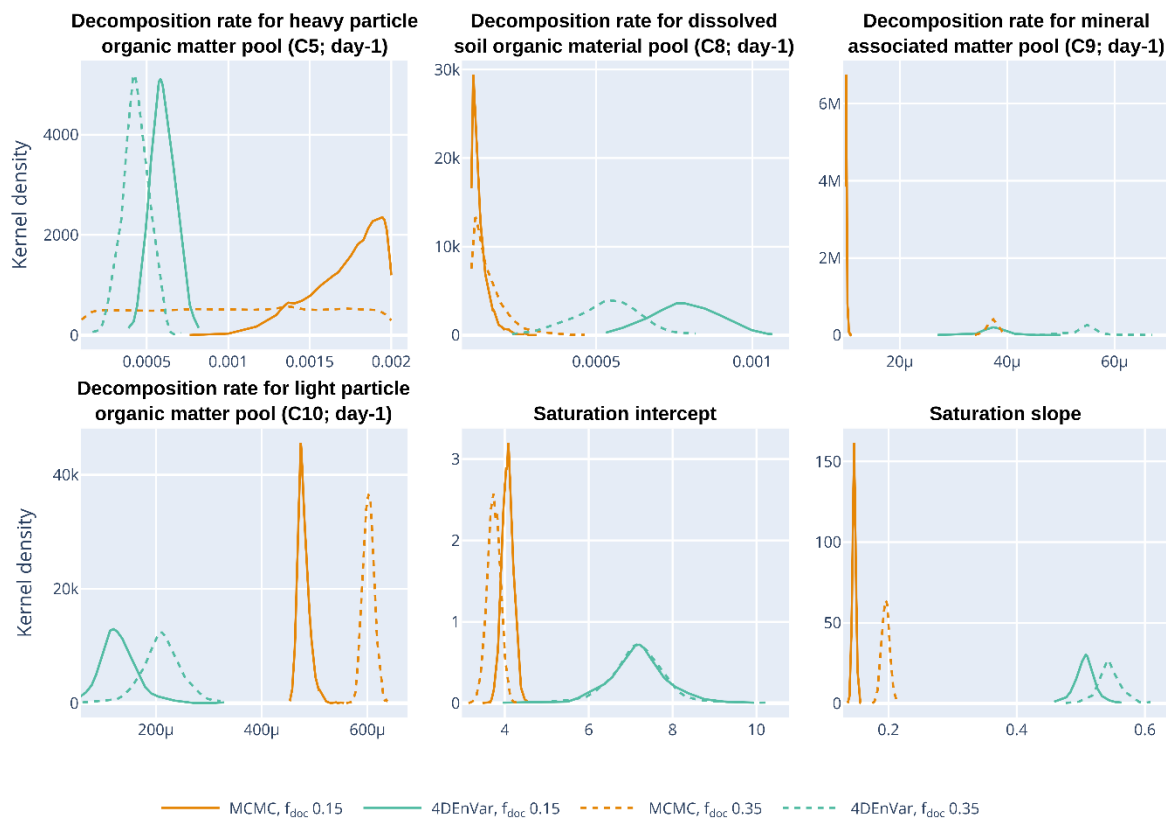 Decomposition rate for heavy particle
organic matter pool (C5; day-1)
Decomposition rate for dissolved
soil organic material pool (C8; day-1)
Decomposition rate for mineral
associated matter pool (C9; day-1)
Kernel density
4000
2000
0
0.0005
0.001
0.0015
0.002
30k
20k
10k
0
0.0005
0.001
6M
4M
2M
0
20μ
40μ
60μ
Decomposition rate for light particle
organic matter pool (C10; day-1)
Saturation intercept
Saturation slope
Kernel density
40k
20k
0
200μ
400μ
600μ
3
2
1
0
4
6
8
10
150
100
50
0
0.2
0.4
0.6
MCMC, fdoc 0.15
4DEnVar, fdoc 0.15
MCMC, fdoc 0.35
4DEnVar, fdoc 0.35